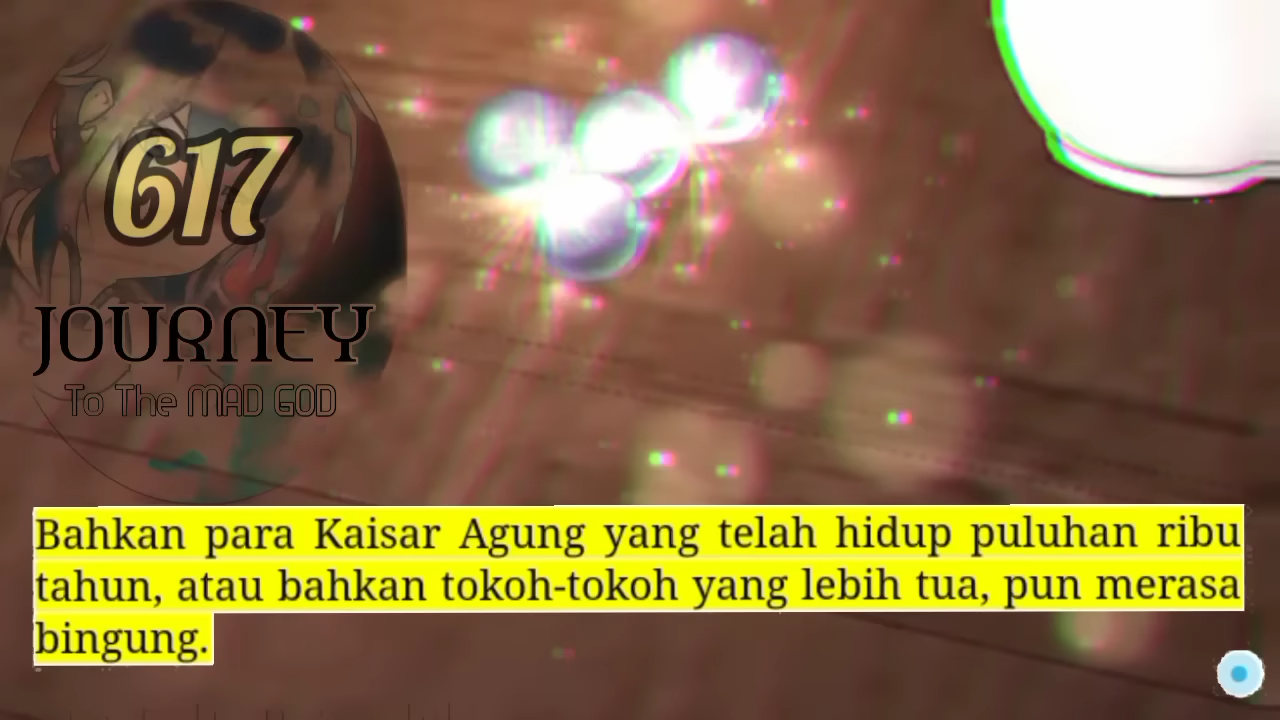 617
JOURNEY
To The MAD GOD
Bahkan para Kaisar Agung yang telah hidup puluhan ribu
tahun, atau bahkan tokoh-tokoh yang lebih tua, pun merasa
bingung.